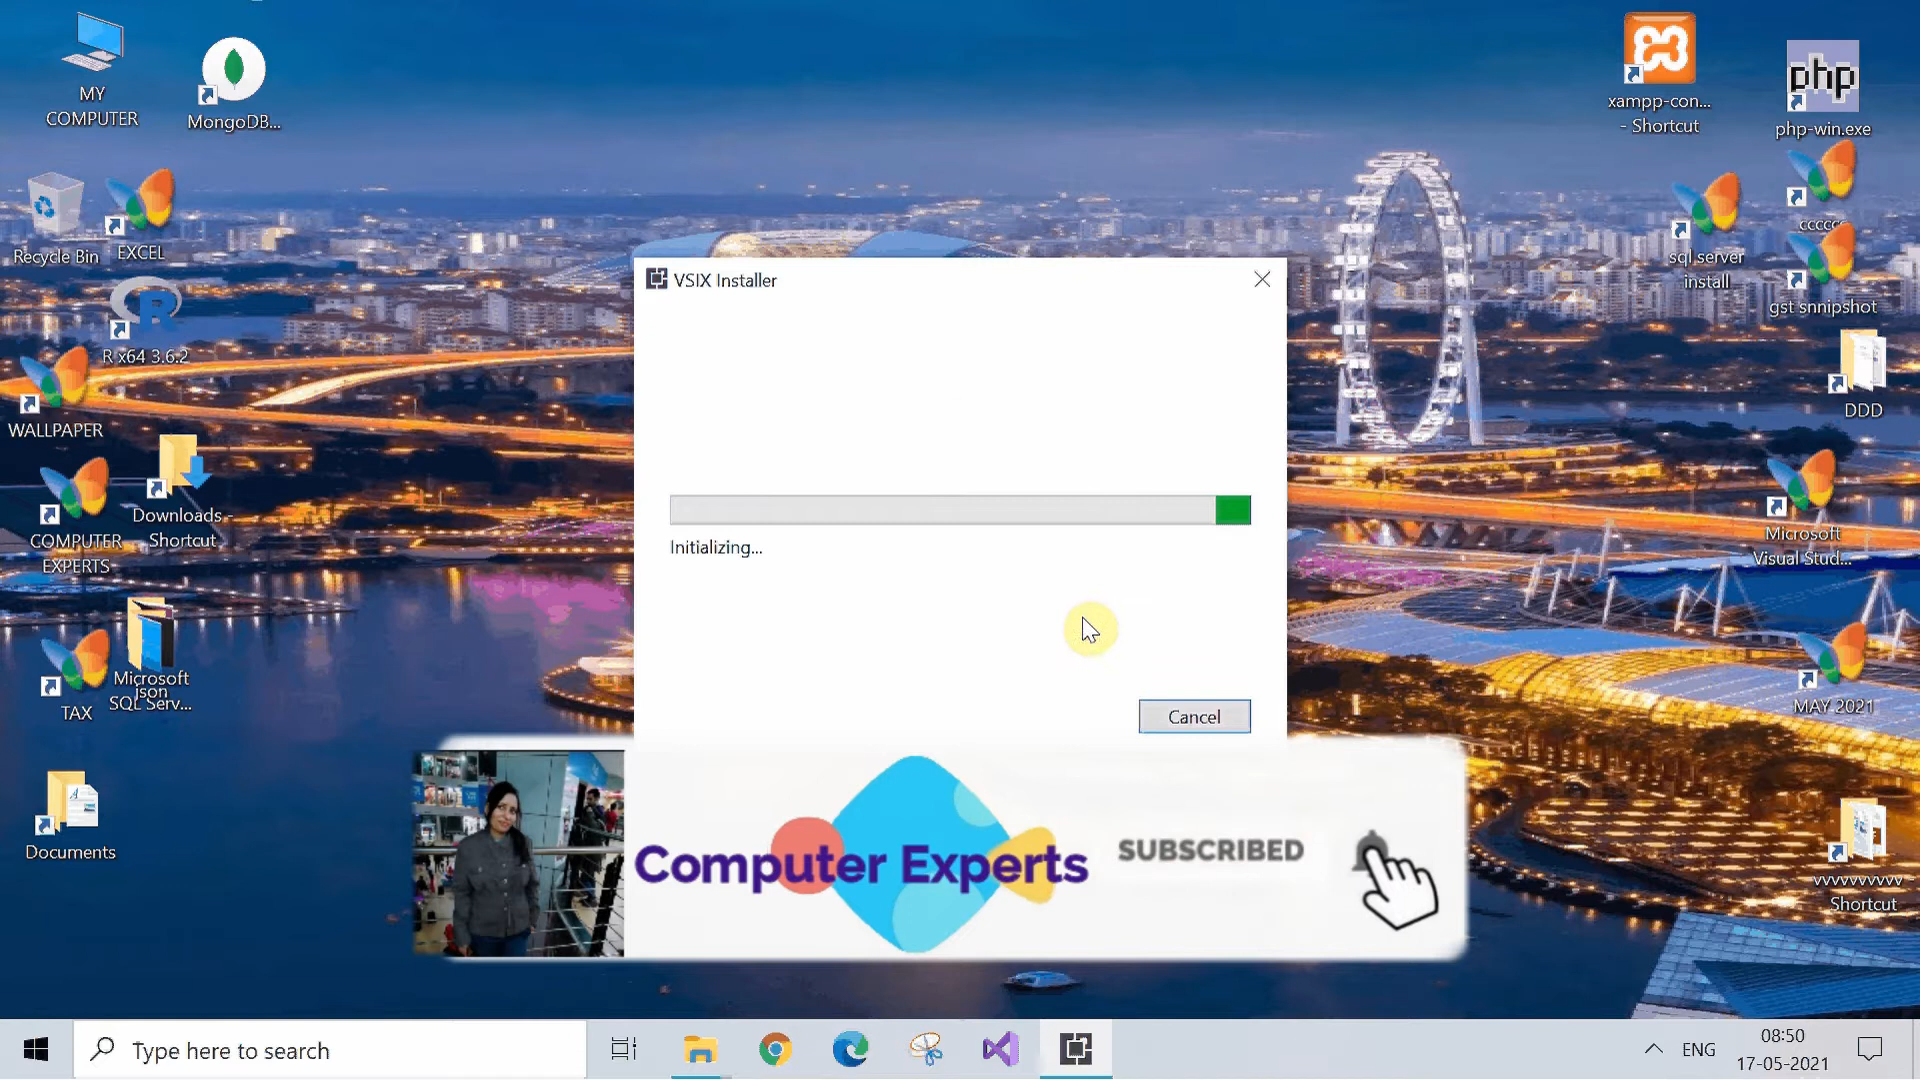 MY
COMPUTER
MongoDB...
Recycle Bin
EXCEL
R x64 3.6.2
WALLPAPER
Downloads -
Shortcut
COMPUTER
EXPERTS
Microsoft
json
SQL Serv...
TAX
Documents
xampp-con...
- Shortcut
php
php-win.exe
sql server
install
gst snnipshot
DDD
Microsoft
Visual Stud...
MAY 2021
Shortcut
VSIX Installer
Initializing...
Cancel
Computer Experts
SUBSCRIBED
Type here to search
ENG
08:50
17-05-2021